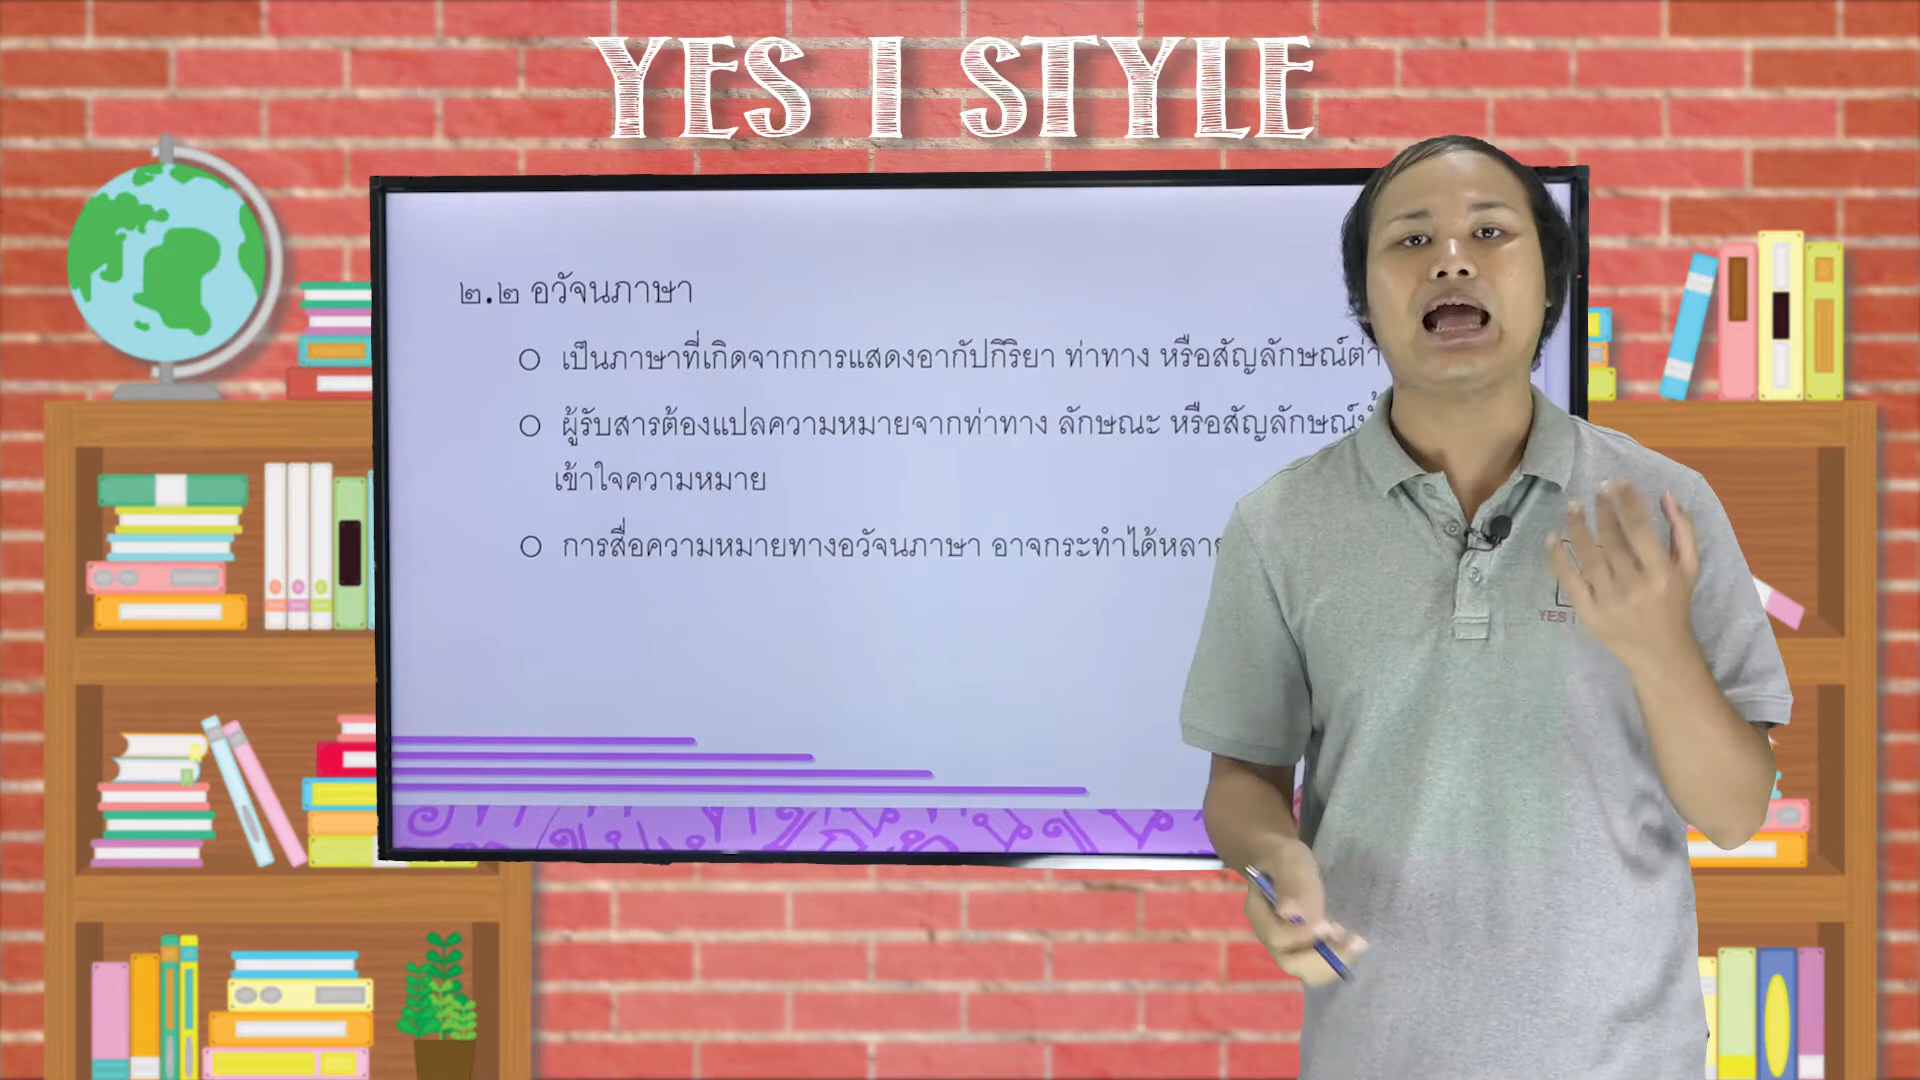 YES I STYLE
๒.๒ อวัจนภาษา
เป็นภาษาที่เกิดจากการแสดงอากัปกิริยา ท่าทาง หรือสัญลักษณ์ต่า
ผู้รับสารต้องแปลความหมายจากท่าทาง ลักษณะ หรือสัญลักษณ์
เข้าใจความหมาย
การสื่อความหมายทางอวัจนภาษา อาจกระทำได้หลาย
YES i